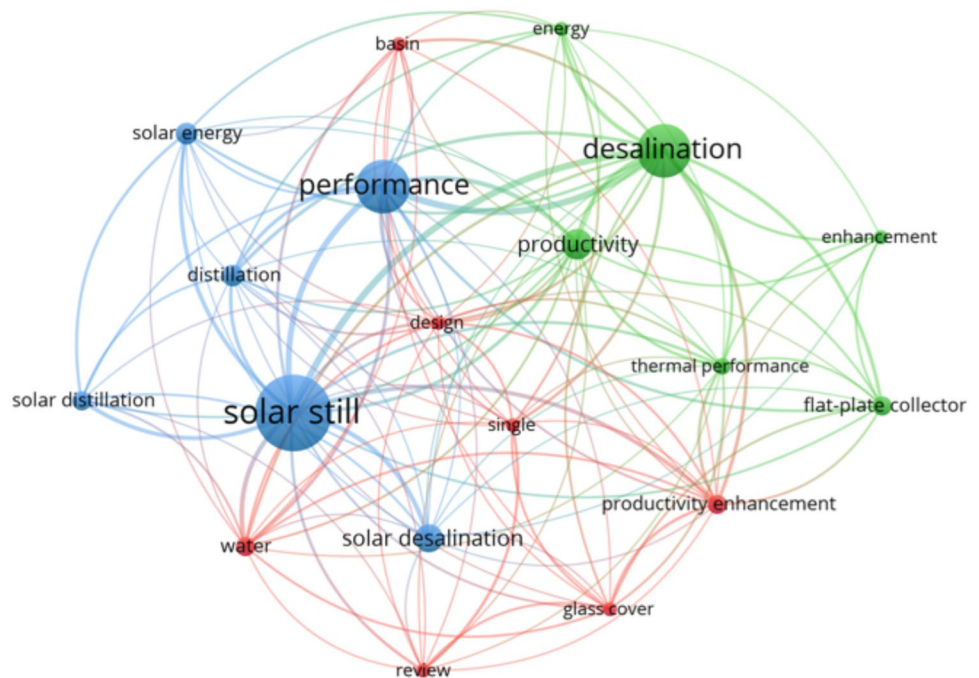 energy
basin
solar energy
desalination
performance
enhancement
productivity
distillation
design
thermal performance
solar distillation
flat-plate collector
solar still
single
productivity enhancement
solar desalination
water
glass cover
review